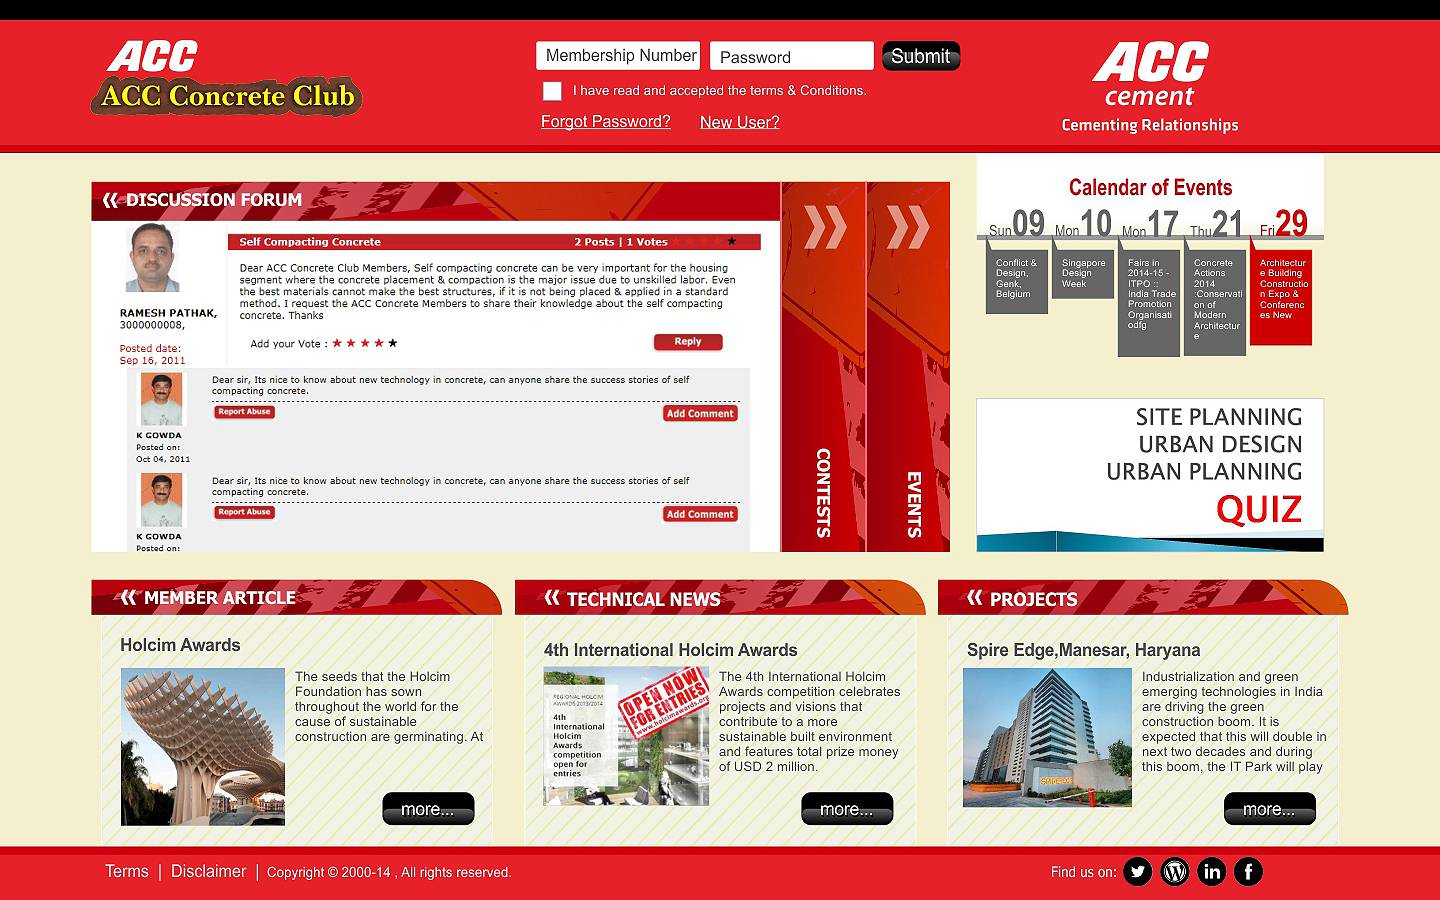 ACC
ACC Concrete Club
Membership Number
Password
Submit
I have read and accepted the terms & Conditions.
Forgot Password?
New User?
ACC
cement
Cementing Relationships
DISCUSSION FORUM
Self Compacting Concrete
2 Posts | 1 Votes
Dear ACC Concrete Club Members, Self compacting concrete can be very important for the housing
segment where the concrete placement & compaction is the major issue due to unskilled labor. Even
the best materials cannot make the best structures, if it is not being placed & applied in a standard
method. I request the ACC Concrete Members to share their knowledge about the self compacting
concrete. Thanks
RAMESH PATHAK,
3000000008,
Posted date:
Sep 16, 2011
Add your Vote :
Reply
Dear sir, Its nice to know about new technology in concrete, can anyone share the success stories of self
compacting concrete.
Report Abuse
Add Comment
K GOWDA
Posted on:
Oct 04, 2011
Dear sir, Its nice to know about new technology in concrete, can anyone share the success stories of self
compacting concrete.
Report Abuse
Add Comment
K GOWDA
Posted on:
CONTESTS
EVENTS
Calendar of Events
Sun09
Mon10
Mon17
Thu21
Fri29
Conflict &
Design,
Genk,
Belgium
Singapore
Design
Week
Fairs in
2014-15 -
ITPO ::
India Trade
Promotion
Organisati
odfg
Concrete
Actions
2014
:Conservati
on of
Modern
Architectur
e
Architectur
e Building
Constructio
n Expo &
Conferenc
es New
SITE PLANNING
URBAN DESIGN
URBAN PLANNING
QUIZ
MEMBER ARTICLE
Holcim Awards
The seeds that the Holcim
Foundation has sown
throughout the world for the
cause of sustainable
construction are germinating. At
more...
TECHNICAL NEWS
4th International Holcim Awards
REGIONAL HOLCIM
AWARDS 2013/2014
4th
International
Holcim
Awards
competition
open for
entries
OPEN NOW
FOR ENTRIES
www.holcimawards.org
The 4th International Holcim
Awards competition celebrates
projects and visions that
contribute to a more
sustainable built environment
and features total prize money
of USD 2 million.
more...
PROJECTS
Spire Edge,Manesar, Haryana
Industrialization and green
emerging technologies in India
are driving the green
construction boom. It is
expected that this will double in
next two decades and during
this boom, the IT Park will play
more...
Terms | Disclaimer | Copyright © 2000-14 , All rights reserved.
Find us on: